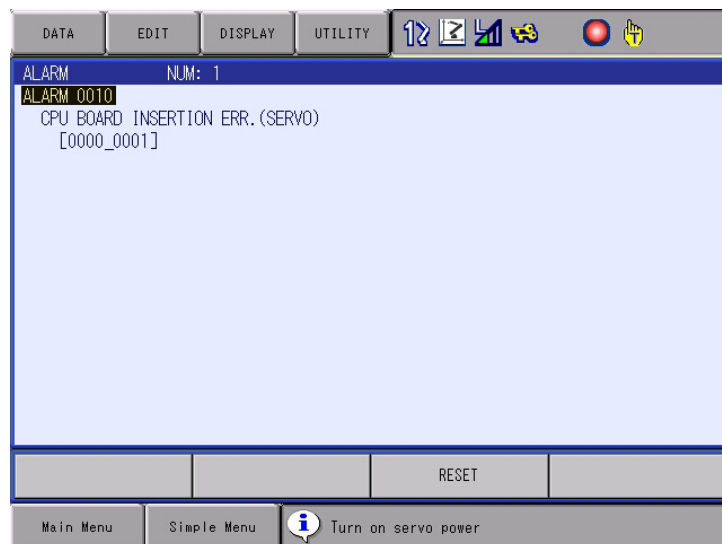 DATA EDIT DISPLAY UTILITY
ALARM NUM: 1
ALARM 0010
CPU BOARD INSERTION ERR.(SERVO)
[0000_0001]
RESET
Main Menu Simple Menu Turn on servo power